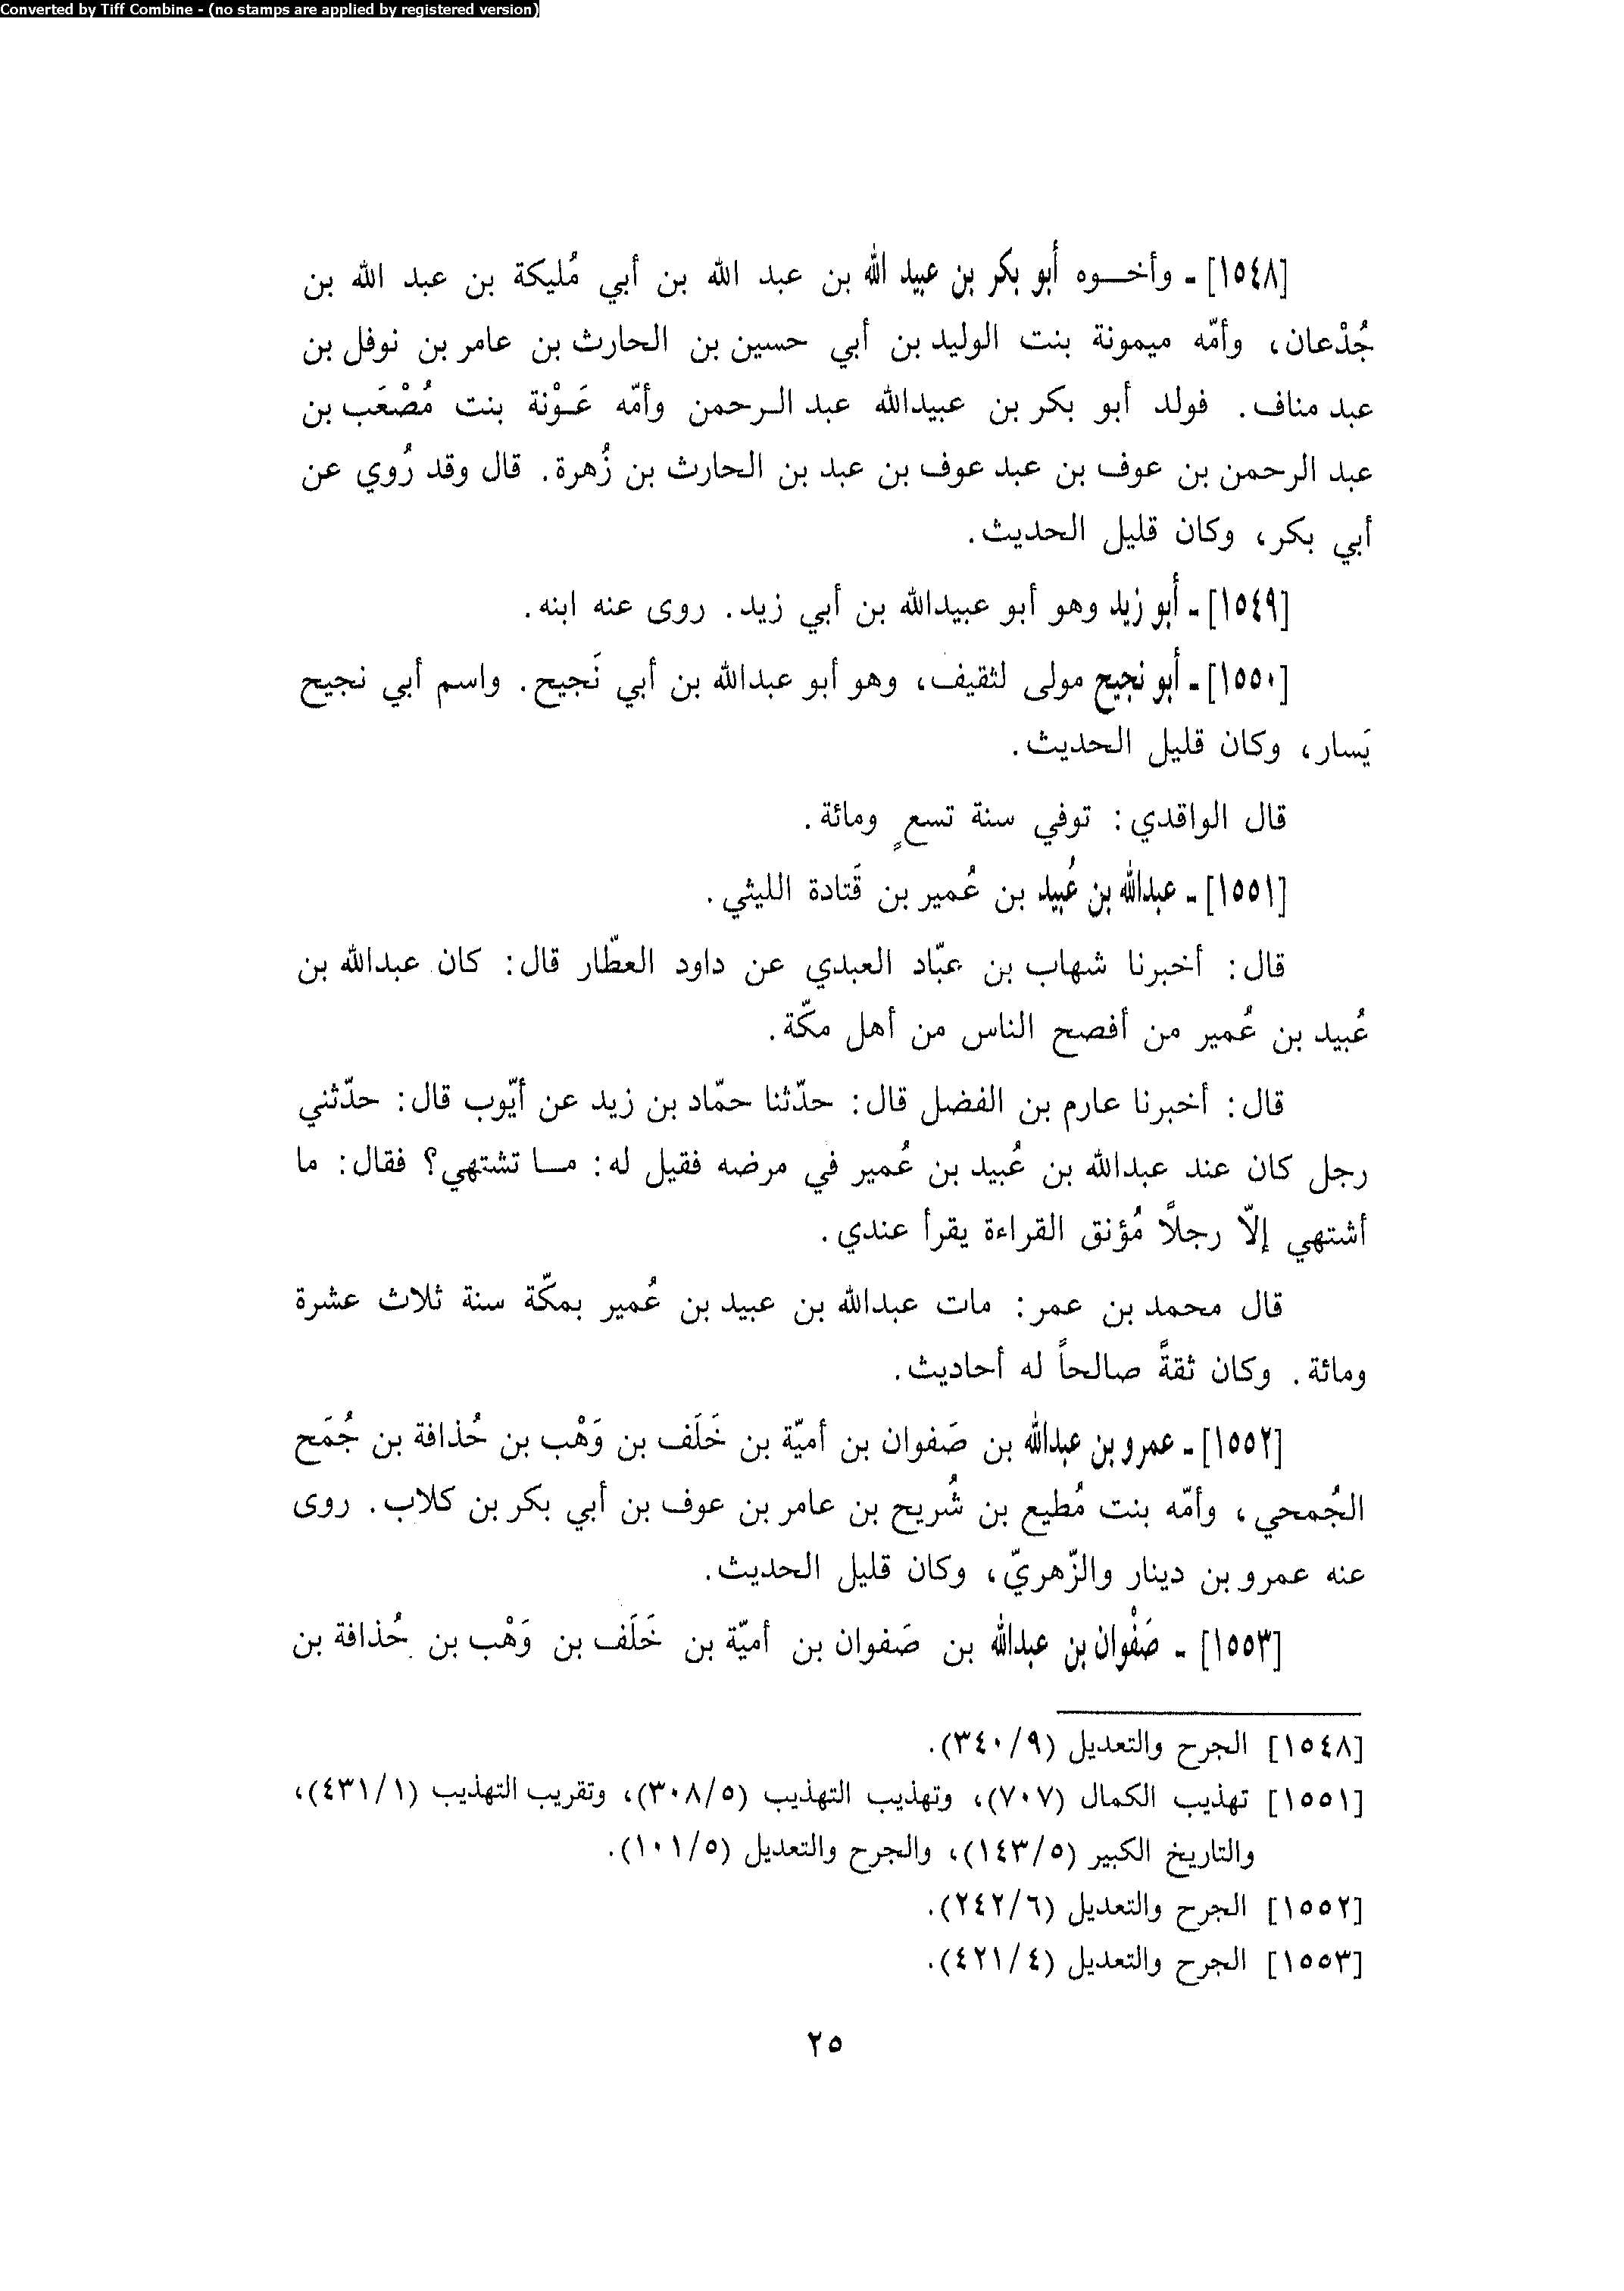 Converted by Tiff Combine - (no stamps are applied by registered version)
[١٥٤٨] - وأخـــوه أبو بكر بن عبيد الله بن عبد الله بن أبي مُليكة بن عبد الله بن
جُدْعان، وأمّه ميمونة بنت الوليد بن أبي حسين بن الحارث بن عامر بن نوفل بن
عبد مناف. فولد أبو بكر بن عبيدالله عبد الـرحمن وأمّه عَـوْنة بنت مُصْعَب بن
عبد الرحمن بن عوف بن عبد عوف بن عبد بن الحارث بن زُهرة. قال وقد رُوي عن
أبي بكر، وكان قليل الحديث.
[١٥٤٩] - أبو زيد وهو أبو عبيدالله بن أبي زيد. روى عنه ابنه.
[١٥٥٠] - أبو نجيح مولى لثقيف، وهو أبو عبدالله بن أبي نَجيح. واسم أبي نجيح
يَسار، وكان قليل الحديث.
قال الواقدي: توفي سنة تسعٍ ومائة.
[١٥٥١] - عبدالله بن عُبيد بن عُمير بن قَتادة الليثي.
قال: أخبرنا شهاب بن عبّاد العبدي عن داود العطّار قال: كان عبدالله بن
عُبيد بن عُمير من أفصح الناس من أهل مكّة.
قال: أخبرنا عارم بن الفضل قال: حدّثنا حمّاد بن زيد عن أيّوب قال: حدّثني
رجل كان عند عبدالله بن عُبيد بن عُمير في مرضه فقيل له: مــا تشتهي؟ فقال: ما
أشتهي إلاّ رجلاً مُؤنق القراءة يقرأ عندي.
قال محمد بن عمر: مات عبدالله بن عبيد بن عُمير بمكّة سنة ثلاث عشرة
ومائة. وكان ثقةً صالحاً له أحاديث.
[١٥٥٢] - عمرو بن عبدالله بن صَفوان بن أميّة بن خَلَف بن وَهْب بن حُذافة بن جُمَح
الجُمحي، وأمّه بنت مُطيع بن شُريح بن عامر بن عوف بن أبي بكر بن كلاب. روى
عنه عمرو بن دينار والزّهريّ، وكان قليل الحديث.
[١٥٥٣] - صَفْوان بن عبدالله بن صَفوان بن أميّة بن خَلَف بن وَهْب بن حُذافة بن
[١٥٤٨] الجرح والتعديل (٣٤٠/٩).
[١٥٥١] تهذيب الكمال (٧٠٧)، وتهذيب التهذيب (٣٠٨/٥)، وتقريب التهذيب (٤٣١/١)،
والتاريخ الكبير (١٤٣/٥)، والجرح والتعديل (١٠١/٥).
[١٥٥٢] الجرح والتعديل (٢٤٢/٦).
[١٥٥٣] الجرح والتعديل (٤٢١/٤).
٢٥